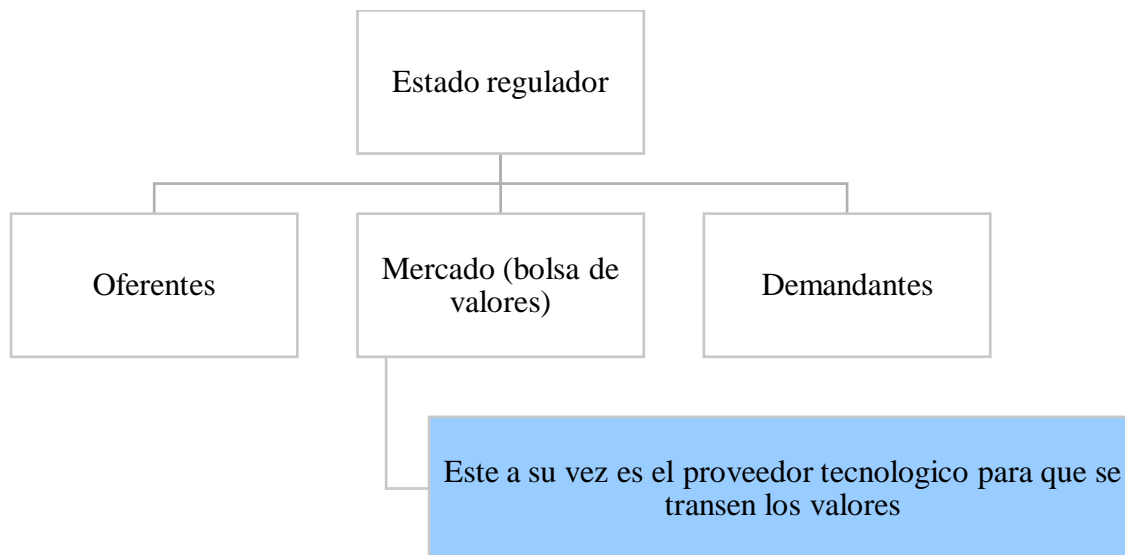 Estado regulador
Oferentes
Mercado (bolsa de
valores)
Demandantes
Este a su vez es el proveedor tecnologico para que se
transen los valores